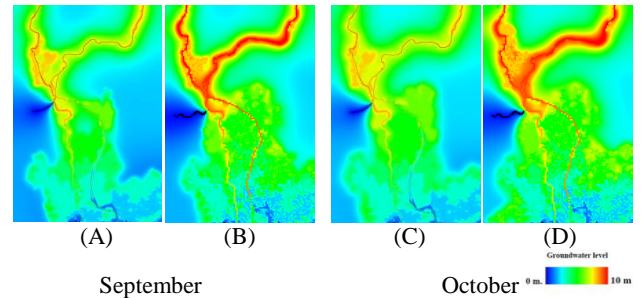 (A) (B) (C) (D)
Groundwater level
0 m. 10 m
September October